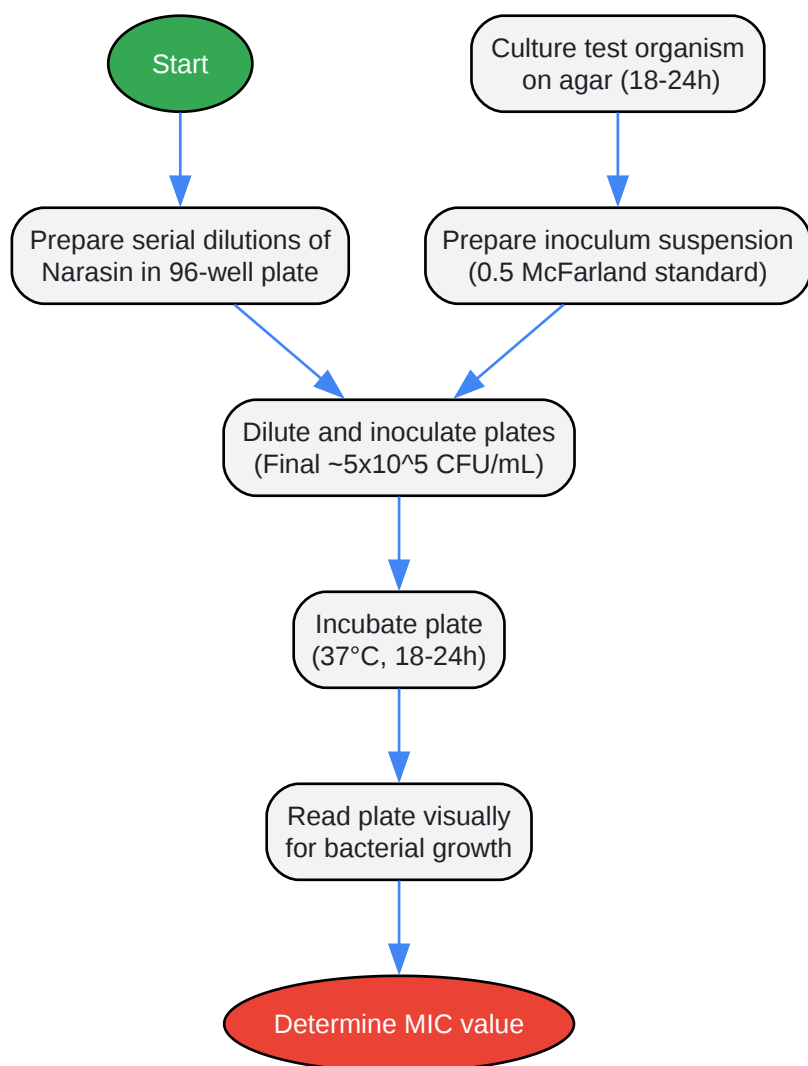 Start
Culture test organism
on agar (18-24h)
Prepare serial dilutions of
Narasin in 96-well plate
Prepare inoculum suspension
(0.5 McFarland standard)
Dilute and inoculate plates
(Final ~5x10^5 CFU/mL)
Incubate plate
(37°C, 18-24h)
Read plate visually
for bacterial growth
Determine MIC value